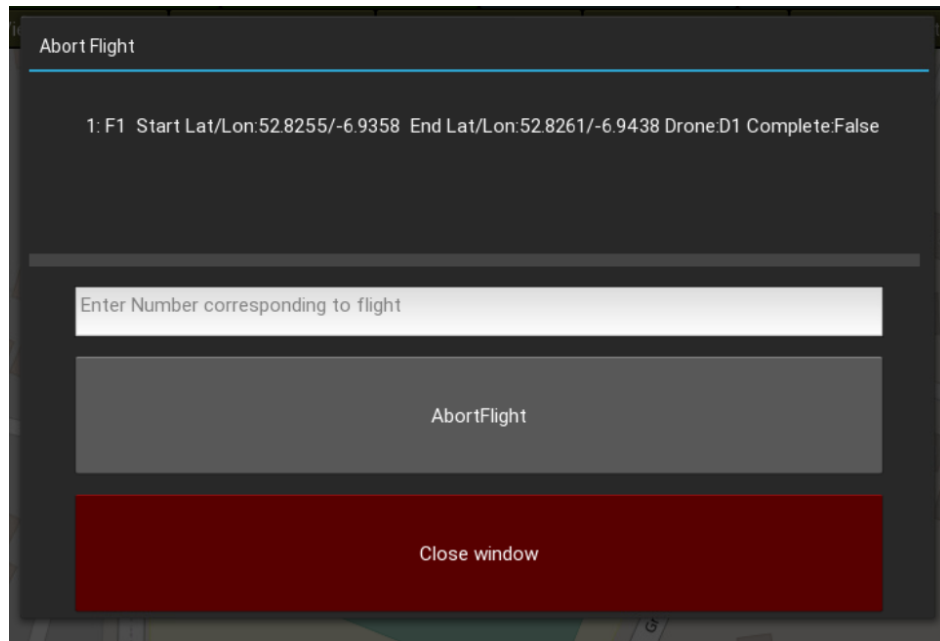 Abort Flight
1: F1 Start Lat/Lon:52.8255/-6.9358 End Lat/Lon:52.8261/-6.9438 Drone:D1 Complete:False
Enter Number corresponding to flight
AbortFlight
Close window